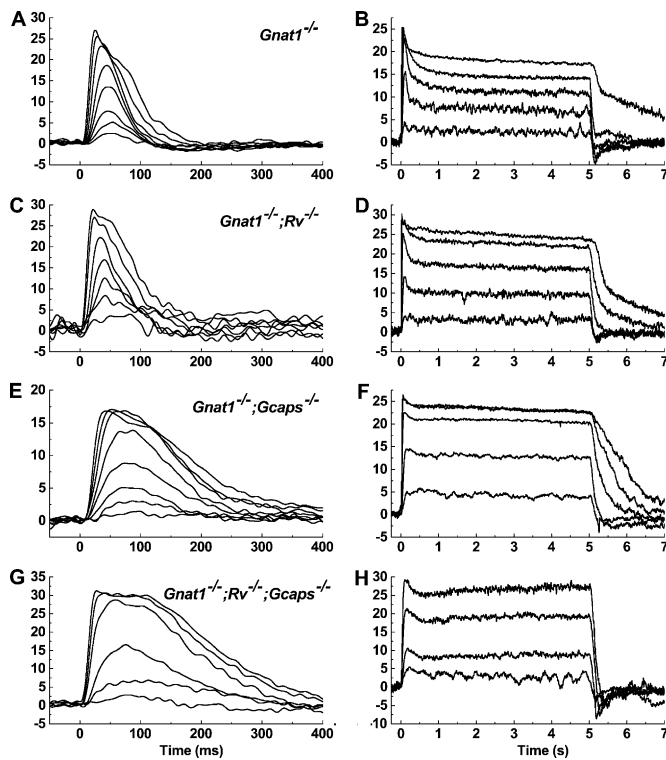 A
Gnat1-/-
30
25
20
15
10
5
0
-5
0 100 200 300 400
B
25
20
15
10
5
0
-5
0 1 2 3 4 5 6 7
C
Gnat1-/-;Rv-/-
30
25
20
15
10
5
0
-5
0 100 200 300 400
D
30
25
20
15
10
5
0
-5
0 1 2 3 4 5 6 7
E
Gnat1-/-;Gcaps-/-
20
15
10
5
0
0 100 200 300 400
F
25
20
15
10
5
0
-5
0 1 2 3 4 5 6 7
G
Gnat1-/-;Rv-/-;Gcaps-/-
35
30
25
20
15
10
5
0
-5
0 100 200 300 400
Time (ms)
H
30
25
20
15
10
5
0
-5
-10
0 1 2 3 4 5 6 7
Time (s)